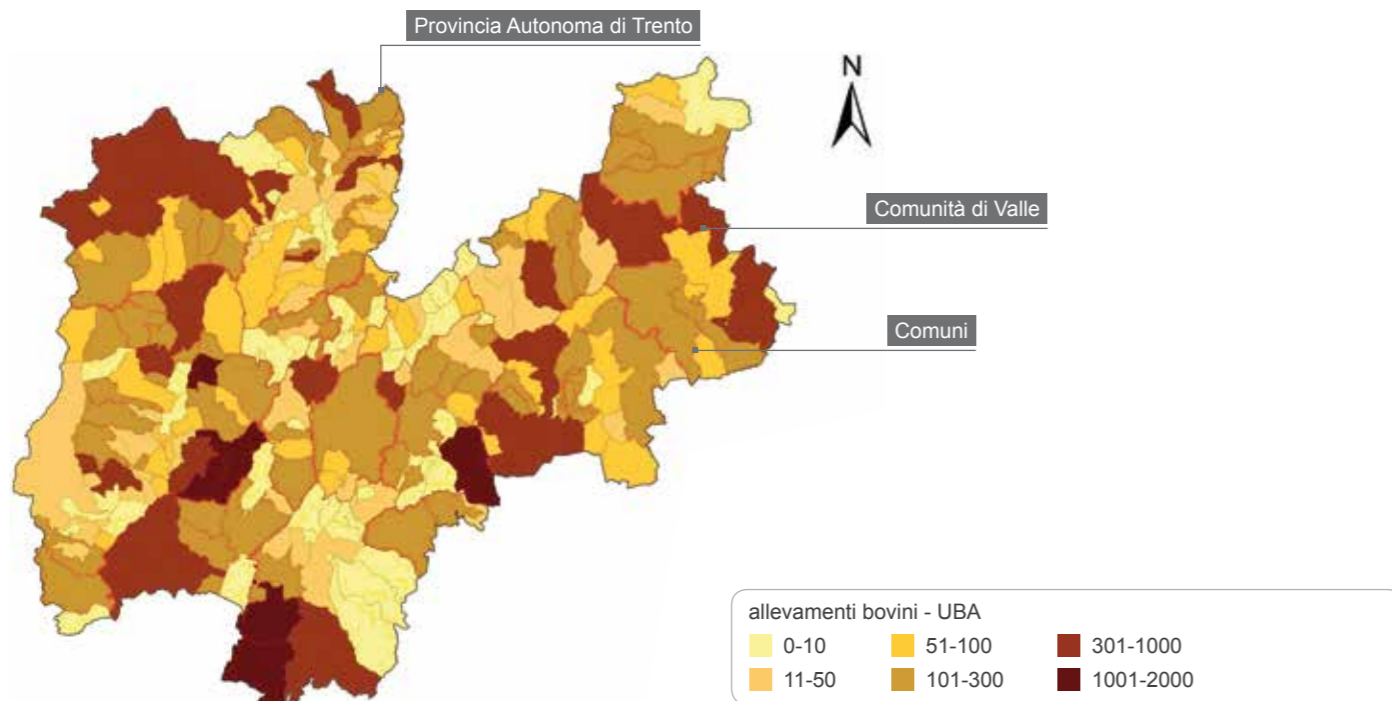 Provincia Autonoma di Trento
N
Comunità di Valle
Comuni
allevamenti bovini - UBA
0-10
51-100
301-1000
11-50
101-300
1001-2000